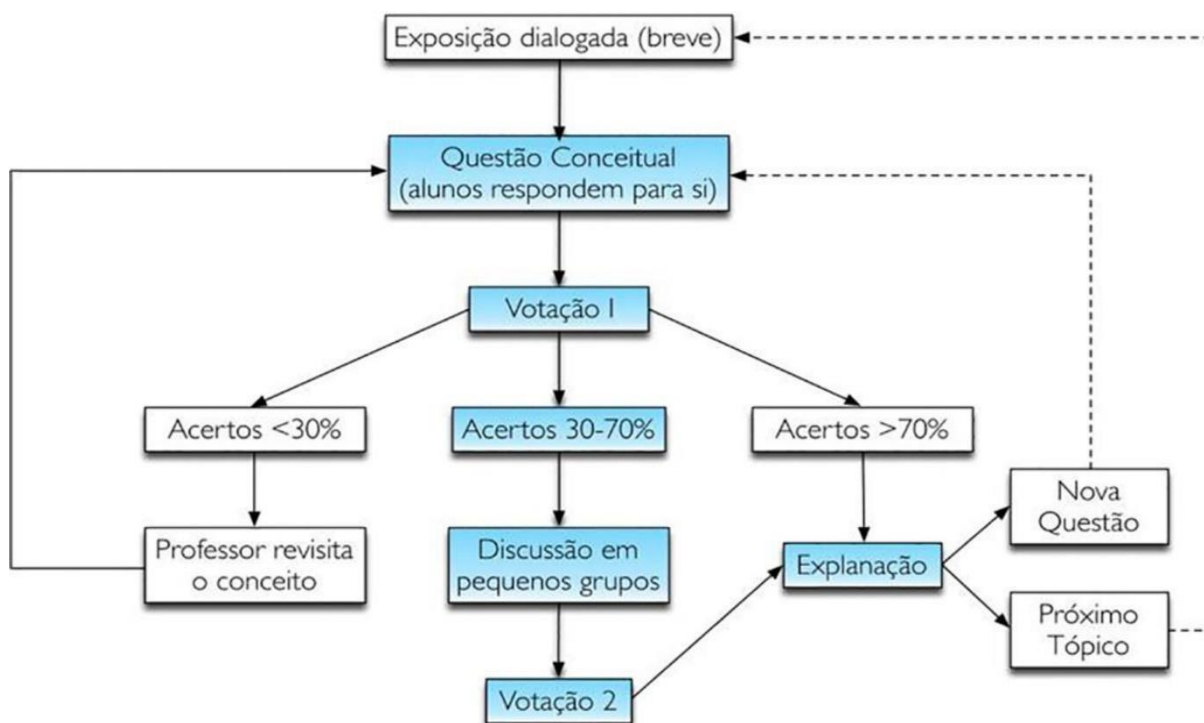 Exposição dialogada (breve)
Questão Conceitual
(alunos respondem para si)
Votação I
Acertos <30%
Acertos 30-70%
Acertos >70%
Professor revisita
o conceito
Discussão em
pequenos grupos
Explanação
Nova
Questão
Próximo
Tópico
Votação 2